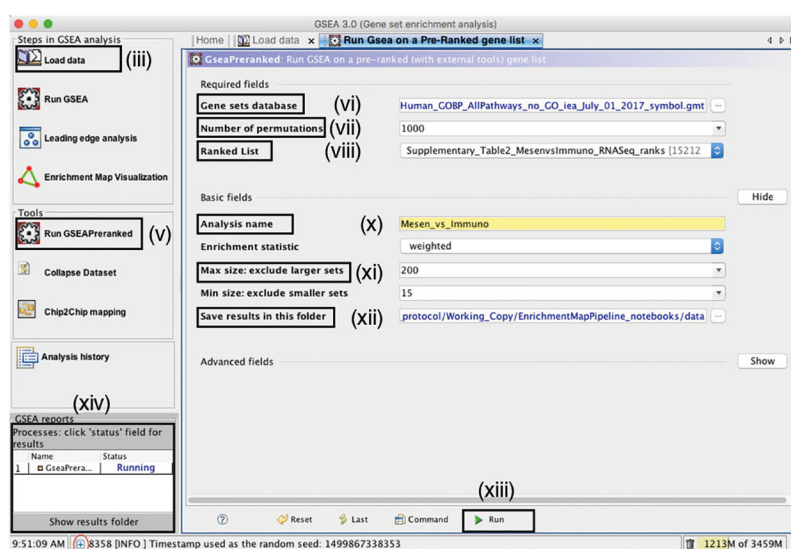 GSEA 3.0 (Gene set enrichment analysis)
Steps in GSEA analysis
Home Load data x Run Gsea on a Pre-Ranked gene list x
Load data (iii)
GseaPreranked: Run GSEA on a pre-ranked (with external tools) gene list
Required fields
Run GSEA
Gene sets database (vi) Human_GOBP_AllPathways_no_GO_iea_July_01_2017_symbol.gmt ...
Number of permutations (vii) 1000
Leading edge analysis
Ranked List (viii) Supplementary_Table2_MesenvsImmuno_RNASeq_ranks [15212
Enrichment Map Visualization
Basic fields Hide
Tools
Analysis name (x) Mesen_vs_Immuno
Run GSEAPreranked (v)
Enrichment statistic weighted
Collapse Dataset
Max size: exclude larger sets (xi) 200
Min size: exclude smaller sets 15
Chip2Chip mapping
Save results in this folder (xii) protocol/Working_Copy/EnrichmentMapPipeline_notebooks/data ...
Analysis history
Advanced fields Show
(xiv)
GSEA reports
Processes: click 'status' field for
results
Name Status
1 GseaPrera... Running
(xiii)
Show results folder
? Reset Last Command Run
9:51:09 AM 8358 [INFO ] Timestamp used as the random seed: 1499867338353 1213M of 3459M